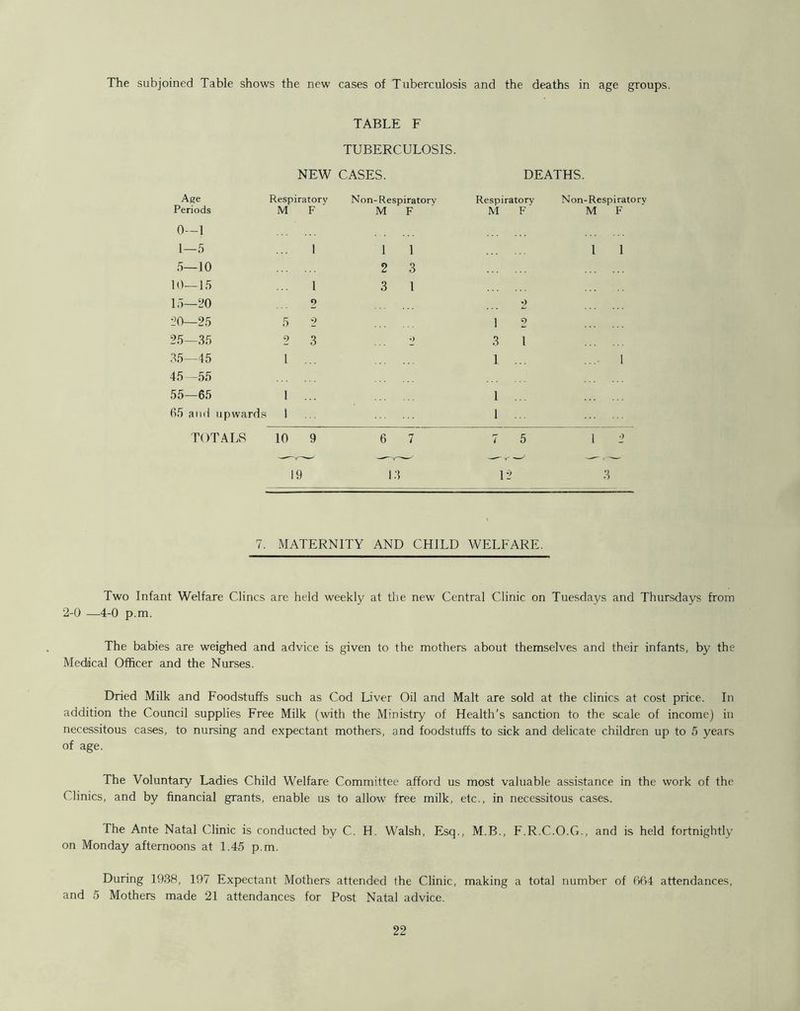 The subjoined Table shows the new cases of Tuberculosis and the deaths in age groups.
TABLE F
TUBERCULOSIS.
NEW CASES. DEATHS.
Age Respiratory Non-Respiratory Respiratory Non-Respiratory
Periods M F M F M F M F
0—1 ... ... ... ... ... ... ... ...
1—5 ... 1 1 1 ... ... 1 1
5—10 ... ... 2 3 ... ... ... ...
10—15 ... 1 3 1 ... ... ... ...
15—20 ... 2 ... ... ... 2 ... ...
20—25 5 2 ... ... 1 2 ... ...
25—35 2 3 ... 2 3 1 ... ...
35—45 1 ... ... ... 1 ... ... 1
45—55 ... ... ... ... ... ... ... ...
55—65 1 ... ... ... 1 ... ... ...
65 and upwards 1 ... ... ... 1 ... ... ...
TOTALS 10 9 6 7 7 5 1 2
19 13 12 3
7. MATERNITY AND CHILD WELFARE.
Two Infant Welfare Clincs are held weekly at the new Central Clinic on Tuesdays and Thursdays from
2-0 —4-0 p.m.
The babies are weighed and advice is given to the mothers about themselves and their infants, by the
Medical Officer and the Nurses.
Dried Milk and Foodstuffs such as Cod Liver Oil and Malt are sold at the clinics at cost price. In
addition the Council supplies Free Milk (with the Ministry of Health's sanction to the scale of income) in
necessitous cases, to nursing and expectant mothers, and foodstuffs to sick and delicate children up to 5 years
of age.
The Voluntary Ladies Child Welfare Committee afford us most valuable assistance in the work of the
Clinics, and by financial grants, enable us to allow free milk, etc., in necessitous cases.
The Ante Natal Clinic is conducted by C. H. Walsh, Esq., M.B., F.R.C.O.G., and is held fortnightly
on Monday afternoons at 1.45 p.m.
During 1938, 197 Expectant Mothers attended the Clinic, making a total number of 664 attendances,
and 5 Mothers made 21 attendances for Post Natal advice.
22